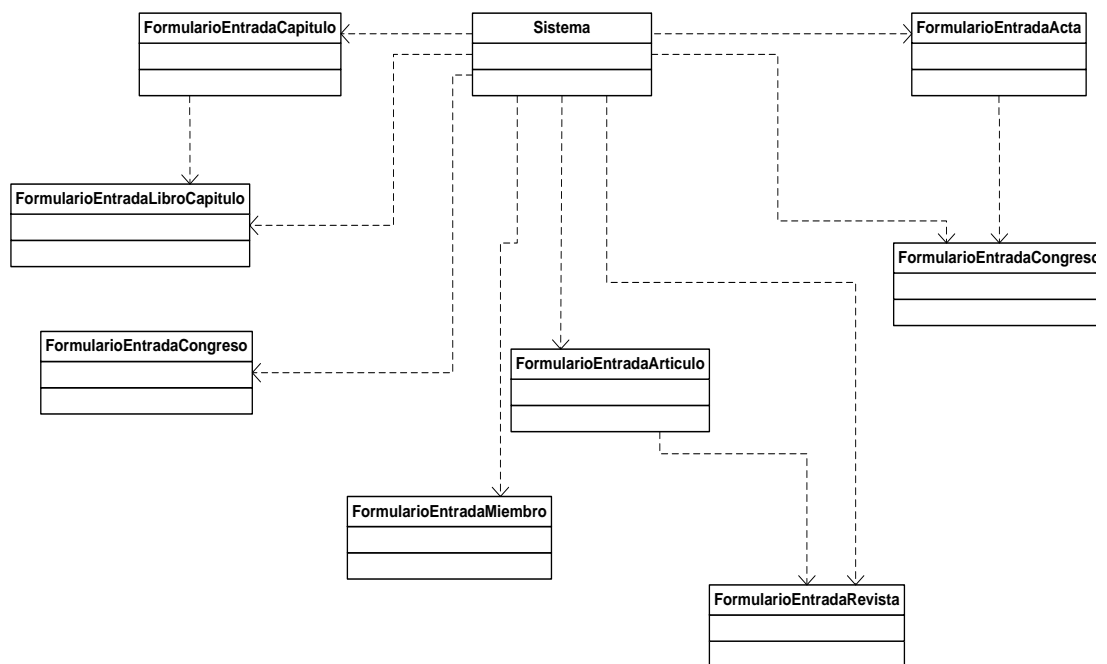 FormularioEntradaCapitulo
Sistema
FormularioEntradaActa
FormularioEntradaLibroCapitulo
FormularioEntradaCongreso
FormularioEntradaCongreso
FormularioEntradaArticulo
FormularioEntradaMiembro
FormularioEntradaRevista